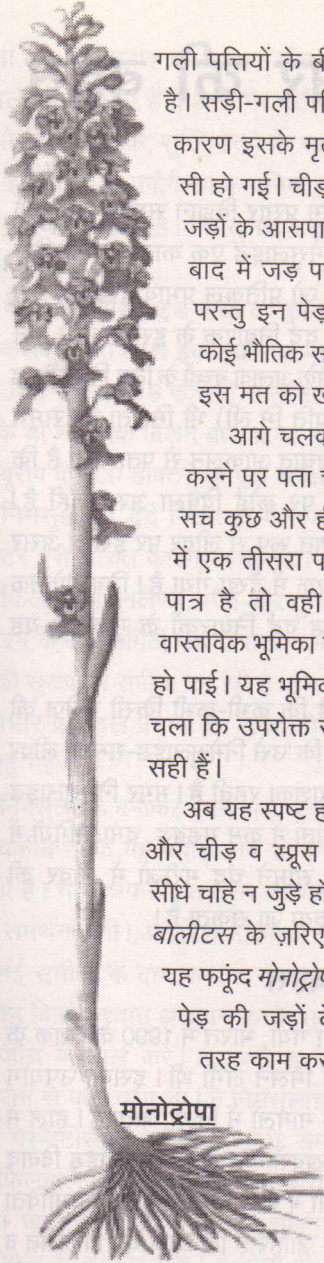 गली पत्तियों के बी
है। सड़ी-गली पत्ति
कारण इसके मृत
सी हो गई। चीड़
जड़ों के आसपा
बाद में जड़ प
परन्तु इन पेड़
कोई भौतिक स
इस मत को ख
आगे चलक
करने पर पता च
सच कुछ और ही
में एक तीसरा प
पात्र है तो वही
वास्तविक भूमिका
हो पाई। यह भूमिक
चला कि उपरोक्त
सही हैं।
अब यह स्पष्ट ह
और चीड़ व स्प्रूस
सीधे चाहे न जुड़े हो
बोलीटस के ज़रिए
यह फफूंद मोनोट्रोप
पेड़ की जड़ों वे
तरह काम कर
मोनोट्रोपा